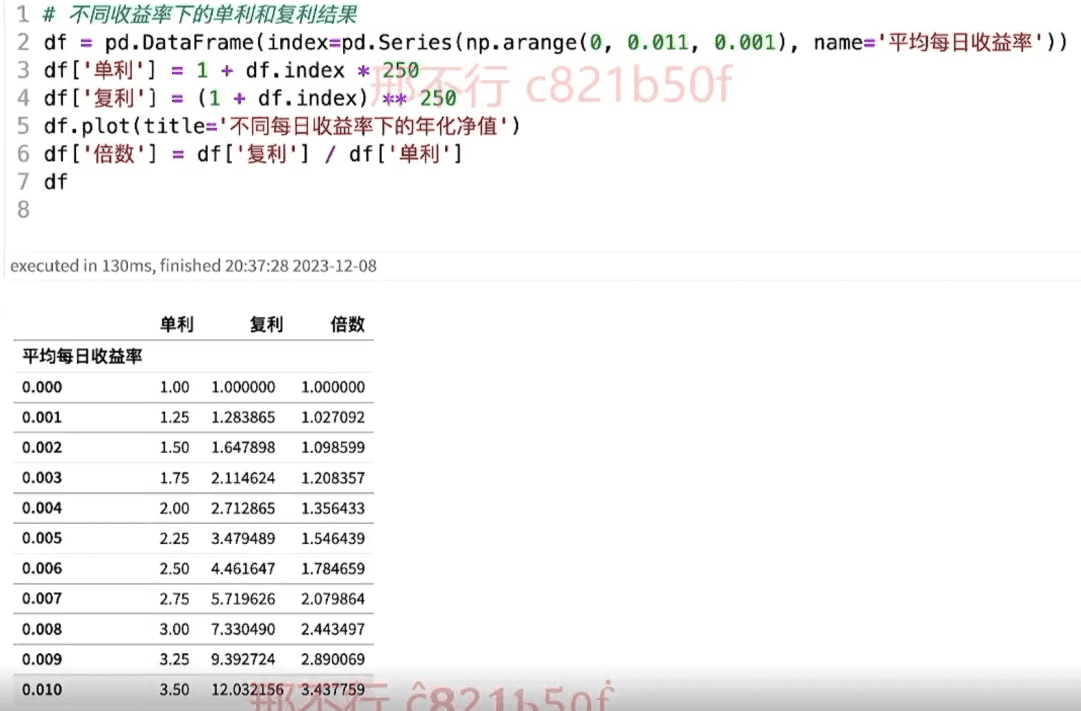 1 # 不同收益率下的单利和复利结果
2 df = pd.DataFrame(index=pd.Series(np.arange(0, 0.011, 0.001), name='平均每日收益率'))
3 df['单利'] = 1 + df.index * 250
4 df['复利'] = (1 + df.index) ** 250
邢不行 c821b50f
5 df.plot(title='不同每日收益率下的年化净值')
6 df['倍数'] = df['复利'] / df['单利']
7 df
8
executed in 130ms, finished 20:37:28 2023-12-08
单利 复利 倍数
平均每日收益率
0.000 1.00 1.000000 1.000000
0.001 1.25 1.283865 1.027092
0.002 1.50 1.647898 1.098599
0.003 1.75 2.114624 1.208357
0.004 2.00 2.712865 1.356433
0.005 2.25 3.479489 1.546439
0.006 2.50 4.461647 1.784659
0.007 2.75 5.719626 2.079864
0.008 3.00 7.330490 2.443497
0.009 3.25 9.392724 2.890069
0.010 3.50 12.032156 3.437759
邢不行 c821b50f